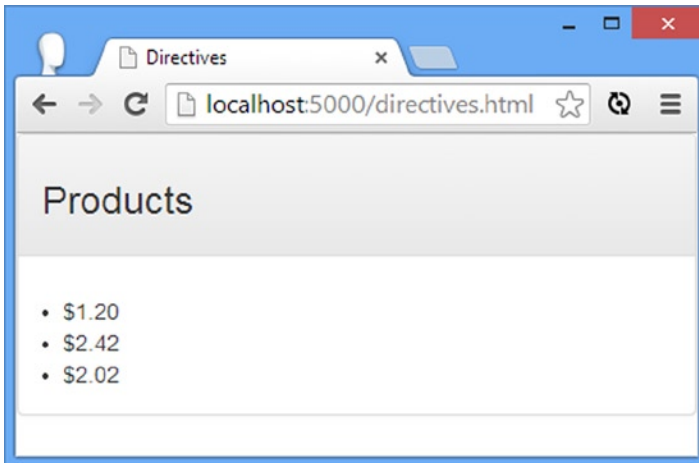 Directives
localhost:5000/directives.html
Products
• $1.20
• $2.42
• $2.02